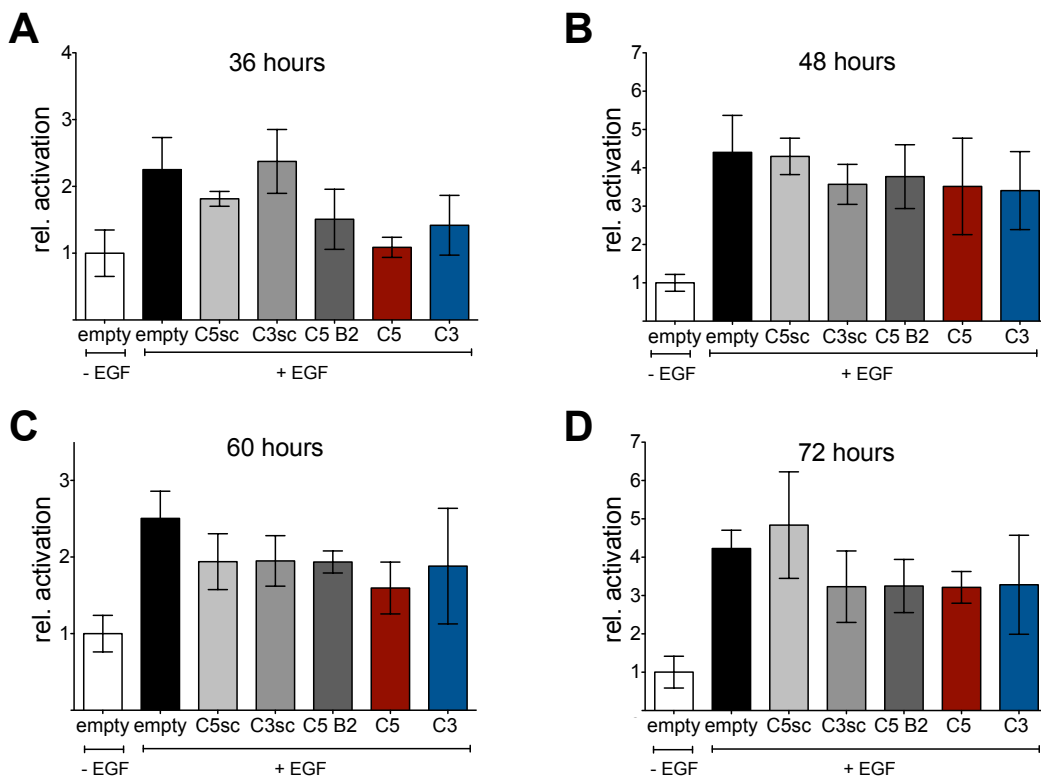 A
36 hours
rel. activation
4
3
2
1
empty empty C5sc C3sc C5 B2 C5 C3
- EGF + EGF
B
48 hours
rel. activation
7
6
5
4
3
2
1
empty empty C5sc C3sc C5 B2 C5 C3
- EGF + EGF
C
60 hours
rel. activation
3
2
1
empty empty C5sc C3sc C5 B2 C5 C3
- EGF + EGF
D
72 hours
rel. activation
7
6
5
4
3
2
1
empty empty C5sc C3sc C5 B2 C5 C3
- EGF + EGF